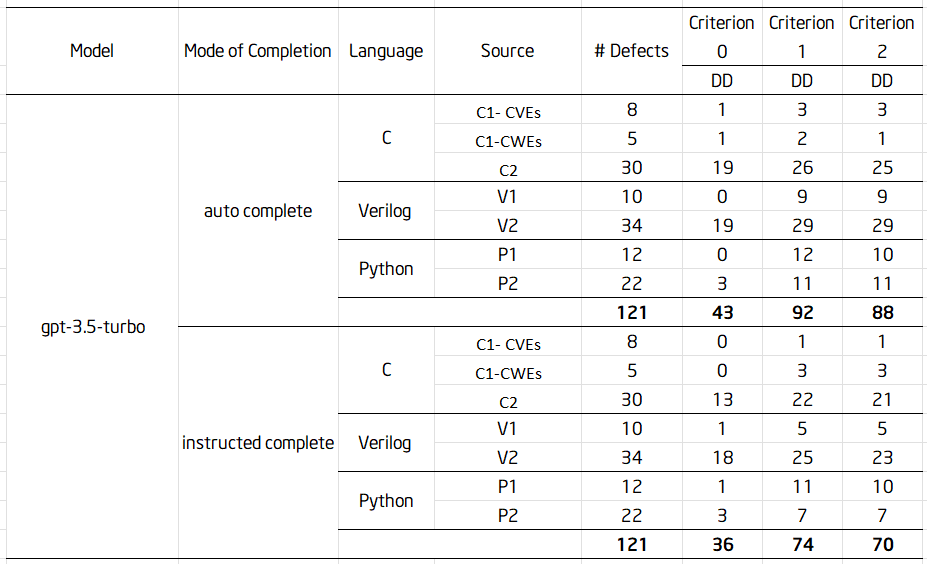 Model Mode of Completion Language Source # Defects Criterion 0 Criterion 1 Criterion 2
DD DD DD
gpt-3.5-turbo
auto complete
C
C1- CVEs 8 1 3 3
C1-CWEs 5 1 2 1
C2 30 19 26 25
Verilog
V1 10 0 9 9
V2 34 19 29 29
Python
P1 12 0 12 10
P2 22 3 11 11
121 43 92 88
instructed complete
C
C1- CVEs 8 0 1 1
C1-CWEs 5 0 3 3
C2 30 13 22 21
Verilog
V1 10 1 5 5
V2 34 18 25 23
Python
P1 12 1 11 10
P2 22 3 7 7
121 36 74 70